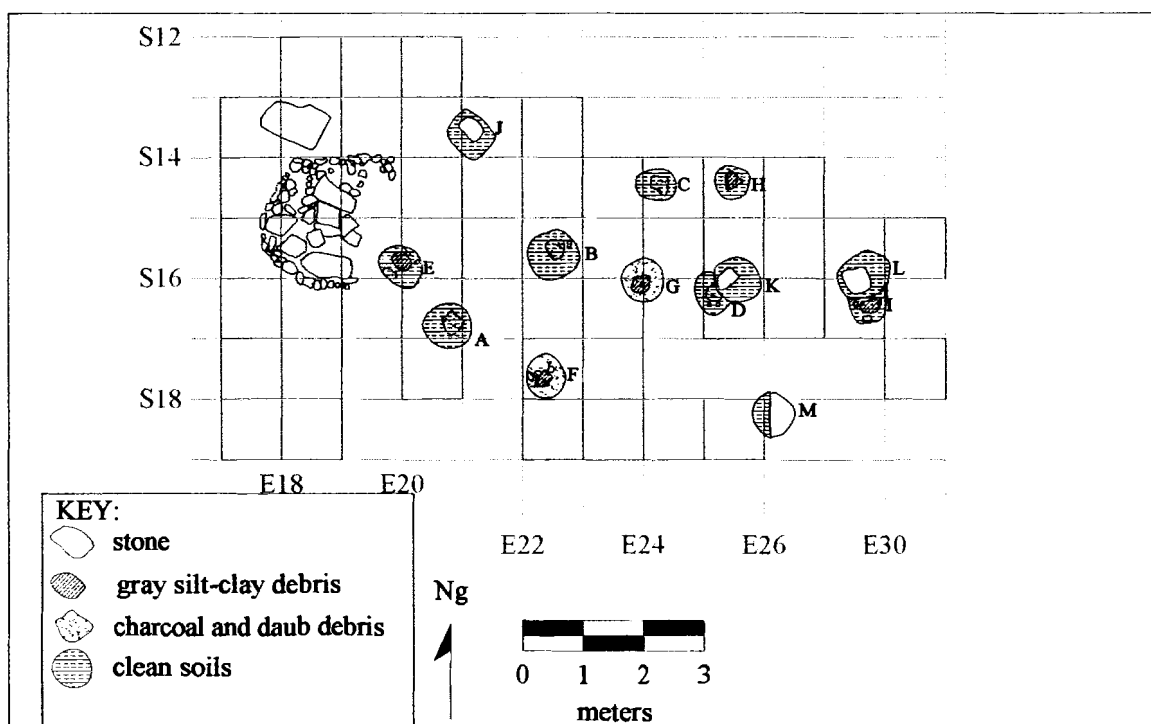 S12
J
S14
C H
B L
E
S16
G K
D I
A
F
S18 M
E18 E20
KEY:
stone
E22 E24 E26 E30
gray silt-clay debris
Ng
charcoal and daub debris
clean soils
0 1 2 3
meters